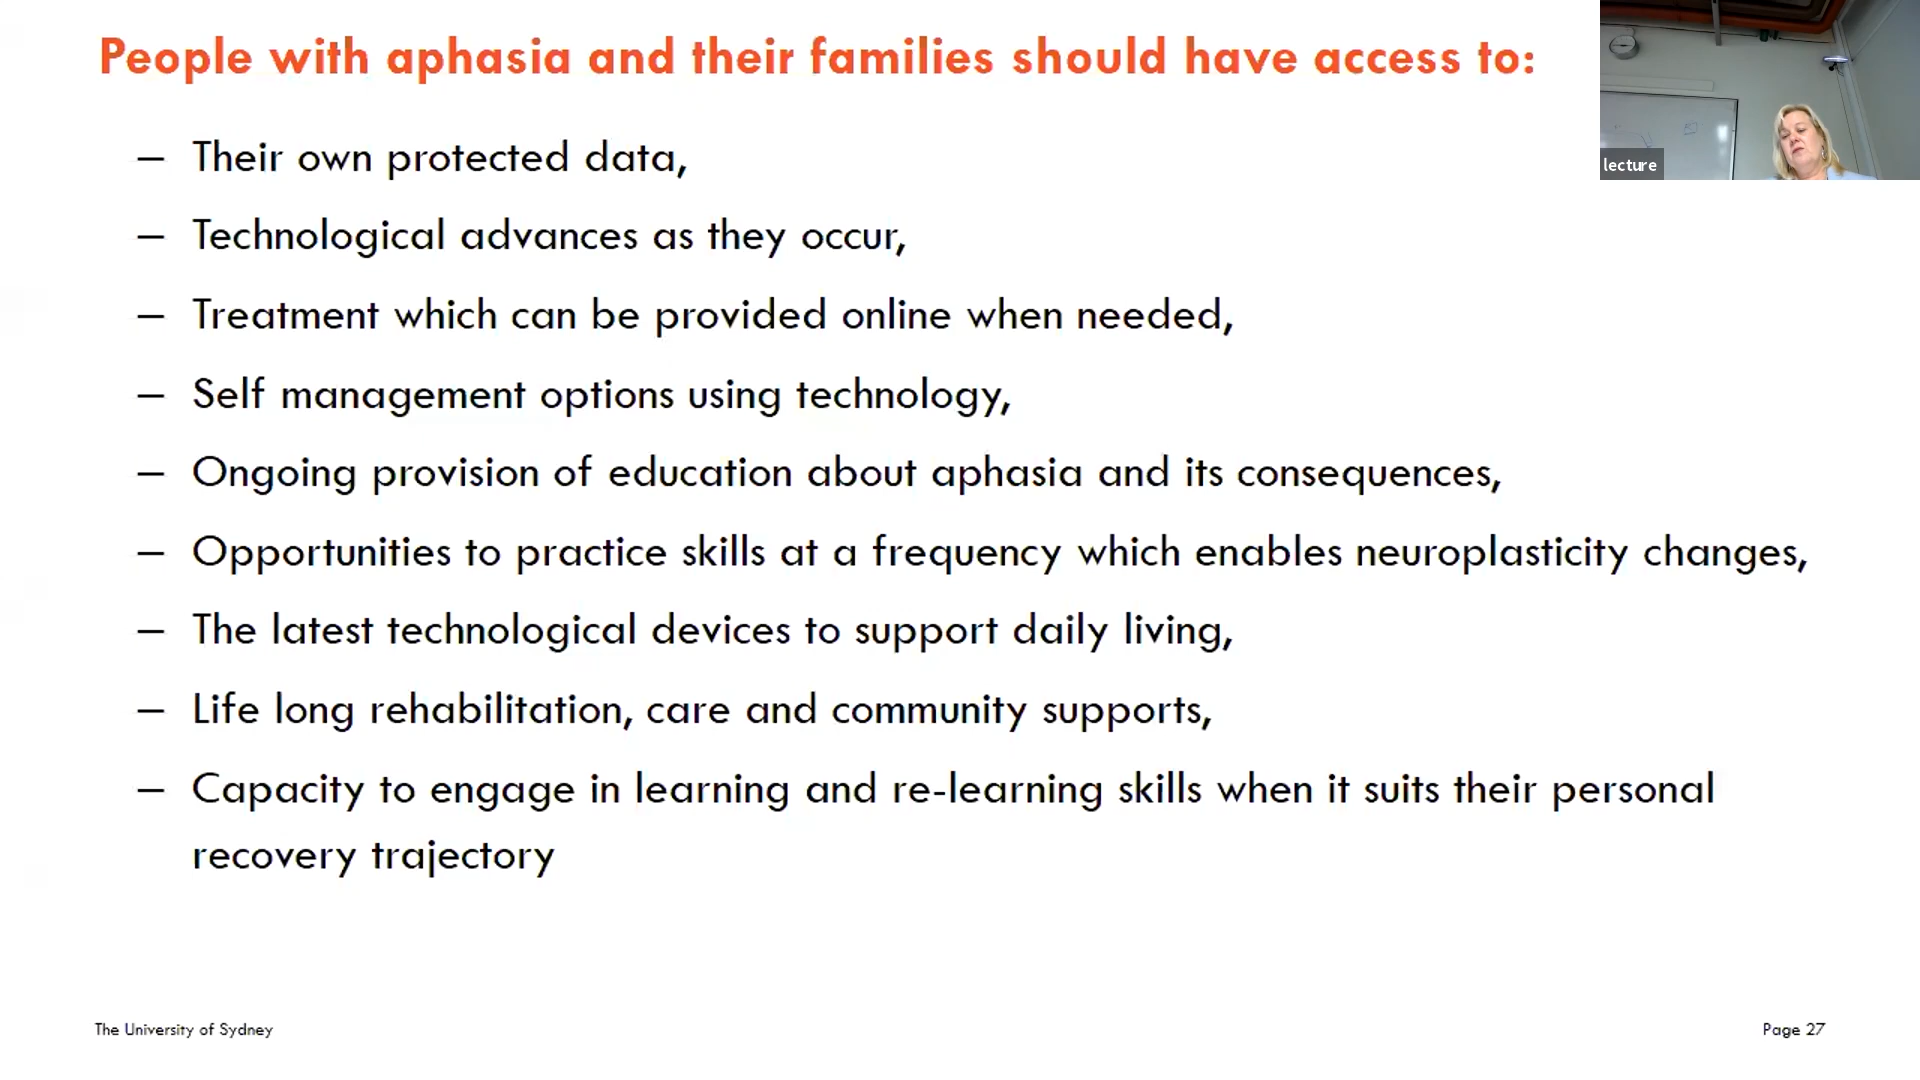 People with aphasia and their families should have access to:
– Their own protected data,
– Technological advances as they occur,
– Treatment which can be provided online when needed,
– Self management options using technology,
– Ongoing provision of education about aphasia and its consequences,
– Opportunities to practice skills at a frequency which enables neuroplasticity changes,
– The latest technological devices to support daily living,
– Life long rehabilitation, care and community supports,
– Capacity to engage in learning and re-learning skills when it suits their personal
recovery trajectory
lecture
The University of Sydney
Page 27